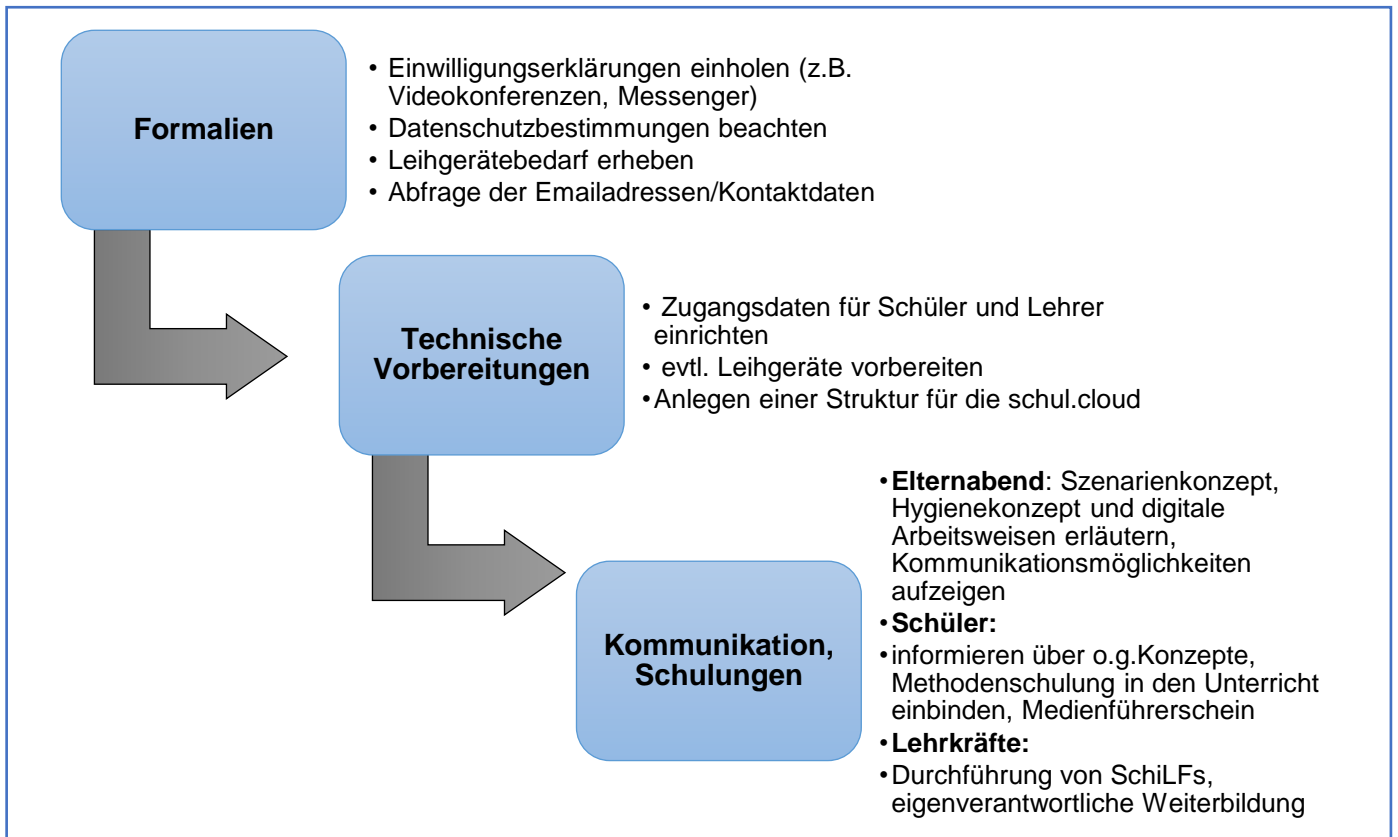 Formalien
• Einwilligungserklärungen einholen (z.B.
Videokonferenzen, Messenger)
• Datenschutzbestimmungen beachten
• Leihgerätebedarf erheben
• Abfrage der Emailadressen/Kontaktdaten
Technische
Vorbereitungen
• Zugangsdaten für Schüler und Lehrer
einrichten
• evtl. Leihgeräte vorbereiten
•Anlegen einer Struktur für die schul.cloud
Kommunikation,
Schulungen
•Elternabend: Szenarienkonzept,
Hygienekonzept und digitale
Arbeitsweisen erläutern,
Kommunikationsmöglichkeiten
aufzeigen
•Schüler:
•informieren über o.g.Konzepte,
Methodenschulung in den Unterricht
einbinden, Medienführerschein
•Lehrkräfte:
•Durchführung von SchiLFs,
eigenverantwortliche Weiterbildung